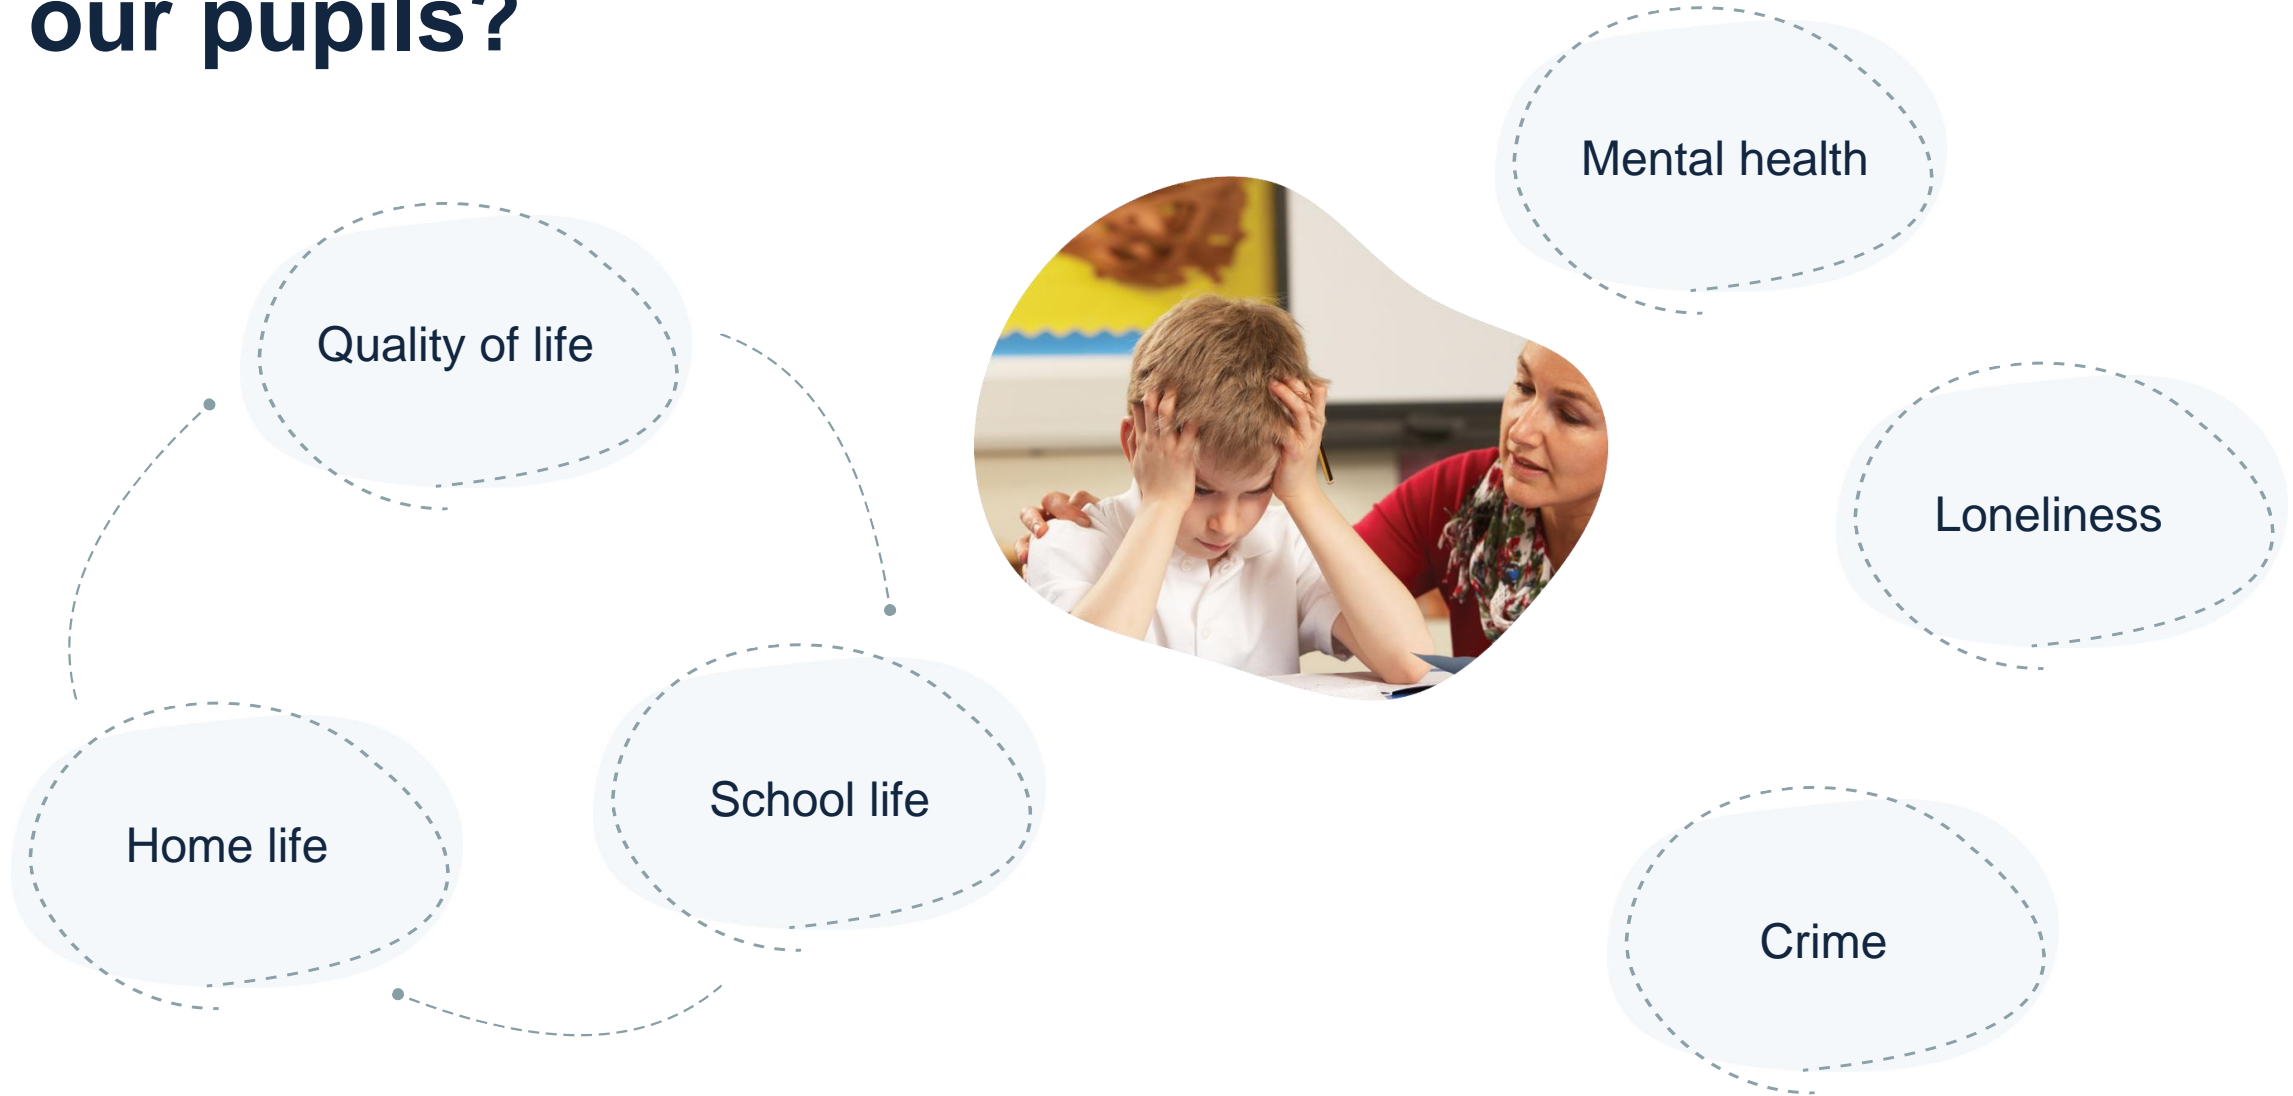 our pupils?
Mental health
Quality of life
Loneliness
School life
Home life
Crime